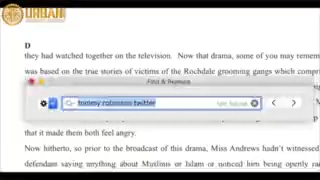 URBAN
D
they had watched together on the television. Now that drama, some of you may remem
was based on the true stories of victims of the Rochdale grooming gangs which compri
Find & Replace
tommy robinson twitter
that it made them both feel angry.
Now hitherto, so prior to the broadcast of this drama, Miss Andrews hadn't witnessed
defendant saying anything about Muslims or Islam or noticed him being openly ra